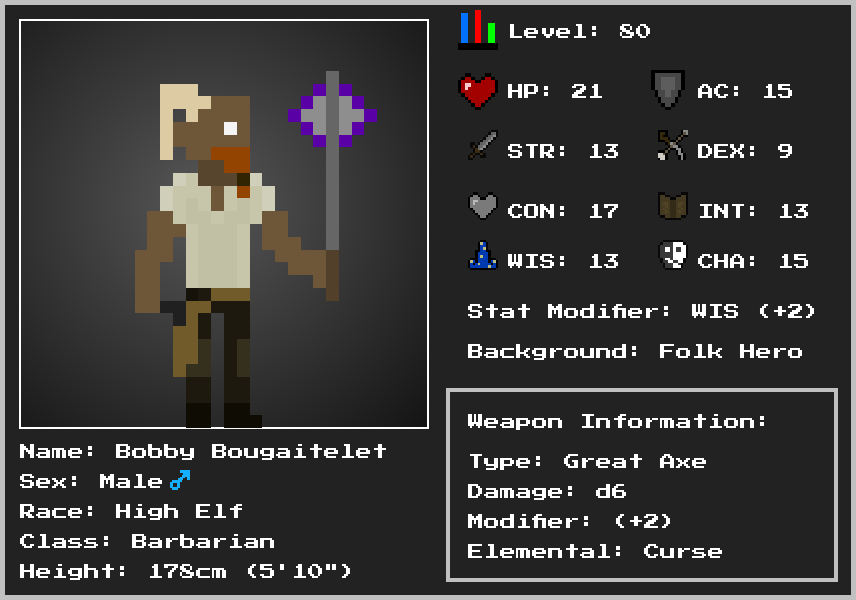 Level: 80
HP: 21
AC: 15
STR: 13
DEX: 9
CON: 17
INT: 13
WIS: 13
CHA: 15
Stat Modifier: WIS (+2)
Background: Folk Hero
Weapon Information:
Type: Great Axe
Damage: d6
Modifier: (+2)
Elemental: Curse
Name: Bobby Bougaitelet
Sex: Male♂
Race: High Elf
Class: Barbarian
Height: 178cm (5'10")